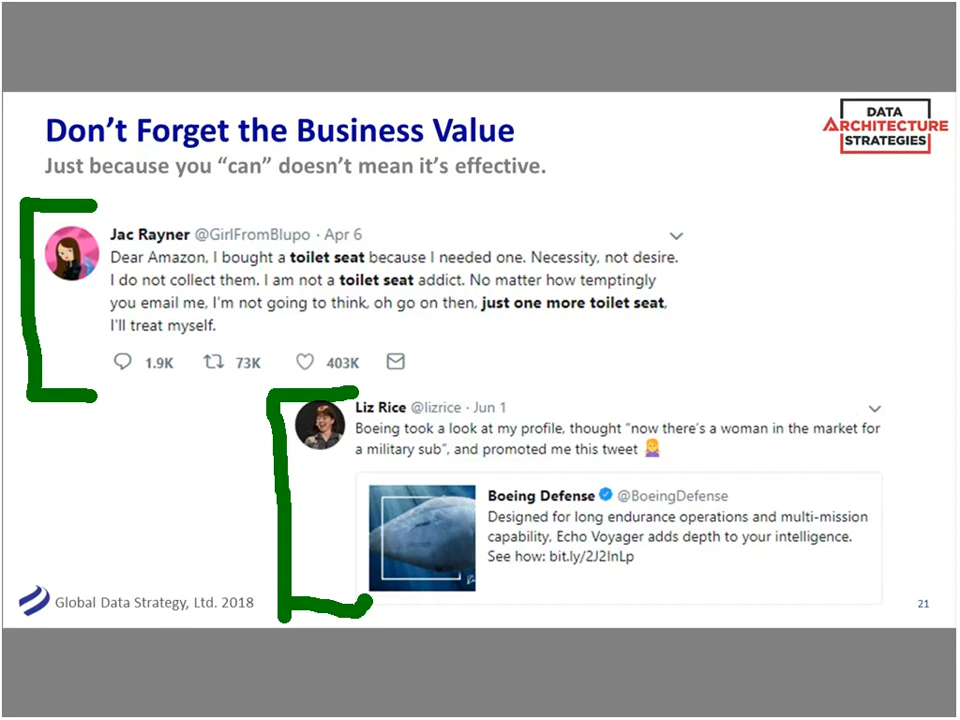 Don't Forget the Business Value
Just because you “can” doesn't mean it's effective.
DATA
ARCHITECTURE
STRATEGIES
Jac Rayner @GirlFromBlupo · Apr 6
Dear Amazon, I bought a toilet seat because I needed one. Necessity, not desire.
I do not collect them. I am not a toilet seat addict. No matter how temptingly
you email me, I'm not going to think, oh go on then, just one more toilet seat,
I'll treat myself.
1.9K 73K 403K
Liz Rice @lizrice · Jun 1
Boeing took a look at my profile, thought “now there's a woman in the market for
a military sub”, and promoted me this tweet
Boeing Defense @BoeingDefense
Designed for long endurance operations and multi-mission
capability, Echo Voyager adds depth to your intelligence.
See how: bit.ly/2J2InLp
Global Data Strategy, Ltd. 2018
21